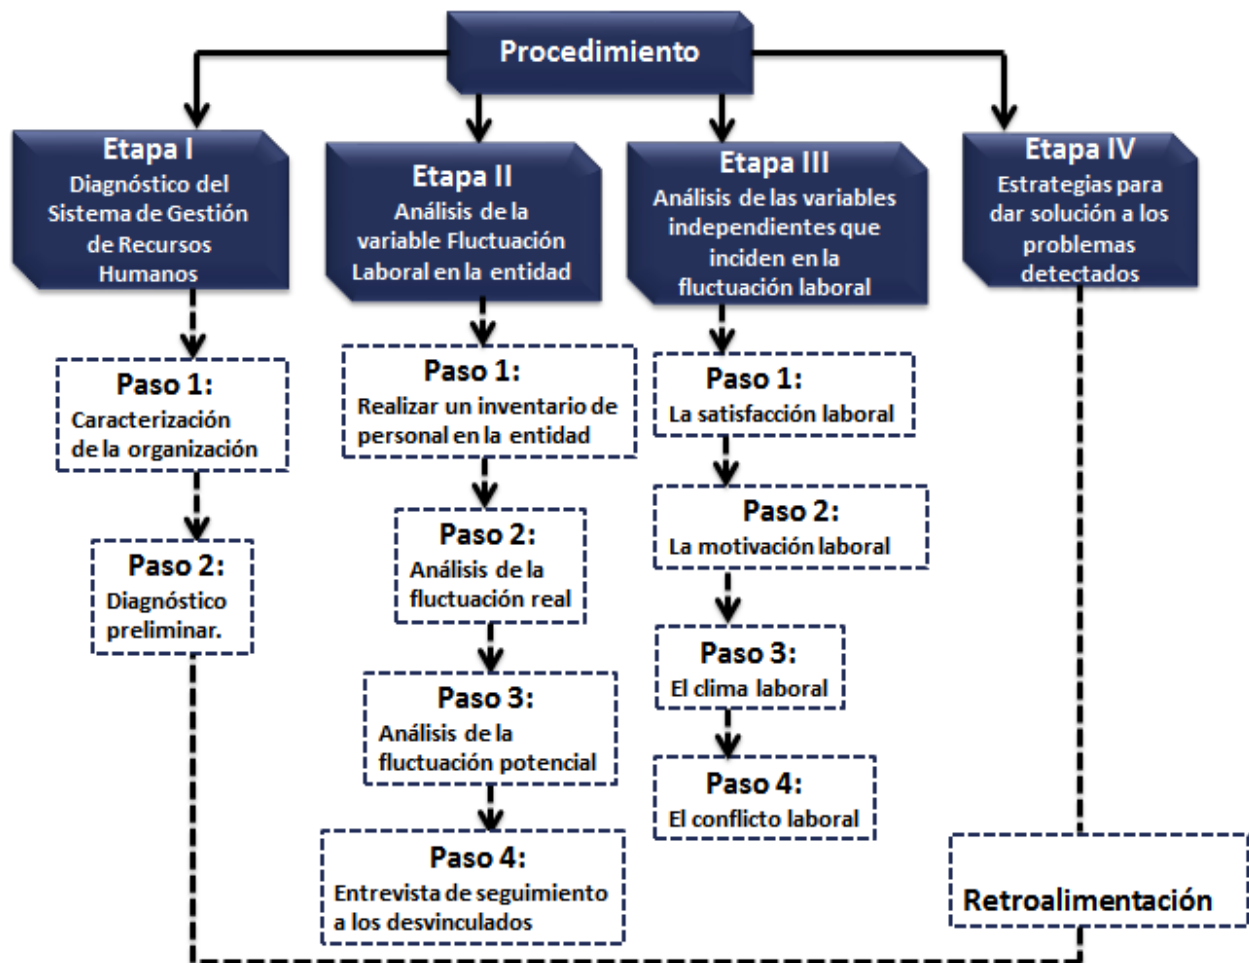 Procedimiento
Etapa I
Diagnóstico del
Sistema de Gestión
de Recursos
Humanos
Paso 1:
Caracterización
de la organización
Paso 2:
Diagnóstico
preliminar.
Etapa II
Análisis de la
variable Fluctuación
Laboral en la entidad
Paso 1:
Realizar un inventario de
personal en la entidad
Paso 2:
Análisis de la
fluctuación real
Paso 3:
Análisis de la
fluctuación potencial
Paso 4:
Entrevista de seguimiento
a los desvinculados
Etapa III
Análisis de las variables
independientes que
inciden en la
fluctuación laboral
Paso 1:
La satisfacción laboral
Paso 2:
La motivación laboral
Paso 3:
El clima laboral
Paso 4:
El conflicto laboral
Etapa IV
Estrategias para
dar solución a los
problemas
detectados
Retroalimentación